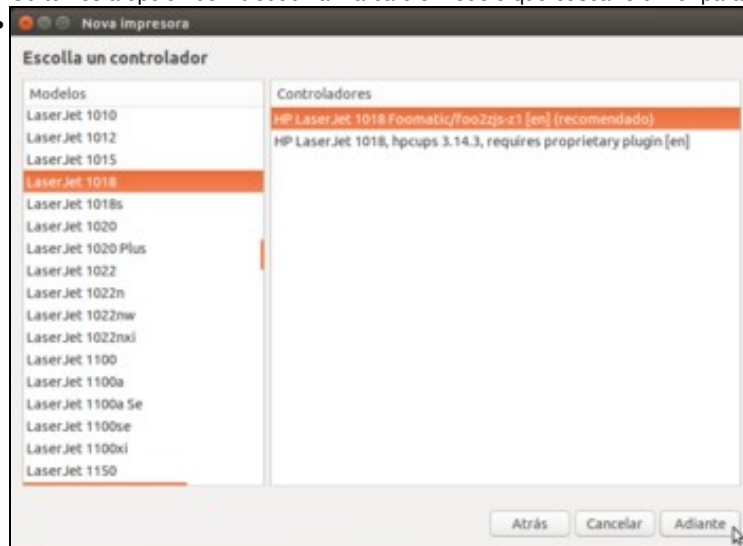 Nova impresora
Escolla un controlador
Modelos
Controladores
LaserJet 1010
LaserJet 1012
LaserJet 1015
LaserJet 1018
LaserJet 1018s
LaserJet 1020
LaserJet 1020 Plus
LaserJet 1022
LaserJet 1022n
LaserJet 1022nw
LaserJet 1022nxi
LaserJet 1100
LaserJet 1100a
LaserJet 1100a Se
LaserJet 1100se
LaserJet 1100xi
LaserJet 1150
HP LaserJet 1018 Foomatic/foo2zjs-z1 [en] (recomendado)
HP LaserJet 1018, hpcups 3.14.3, requires proprietary plugin [en]
Atrás
Cancelar
Adiante